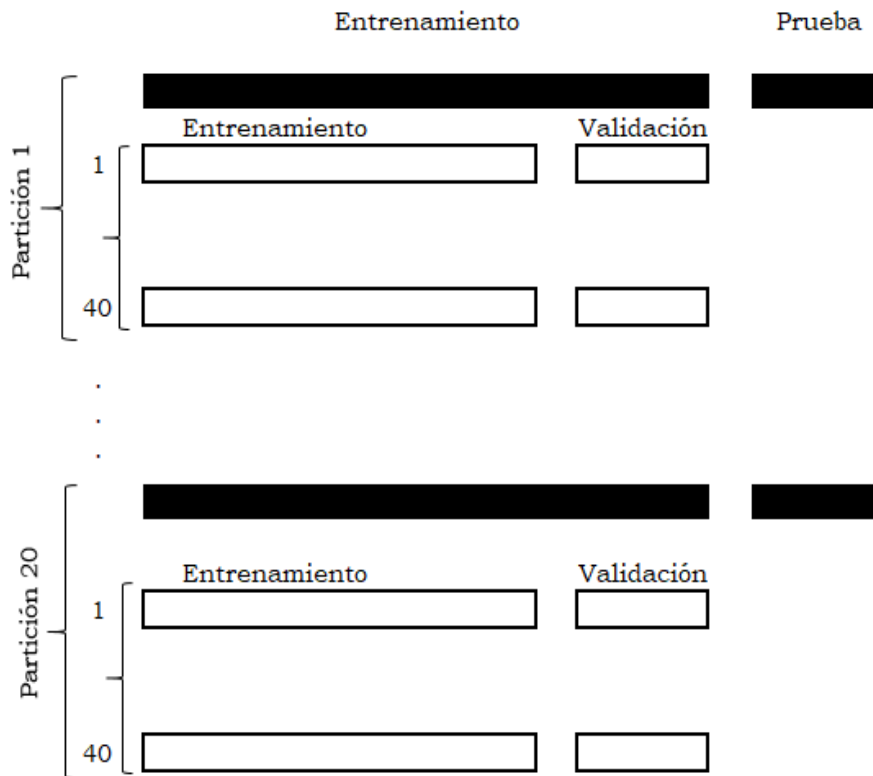 Entrenamiento Prueba
Partición 1
Entrenamiento Validación
1
40
.
.
.
Partición 20
Entrenamiento Validación
1
40